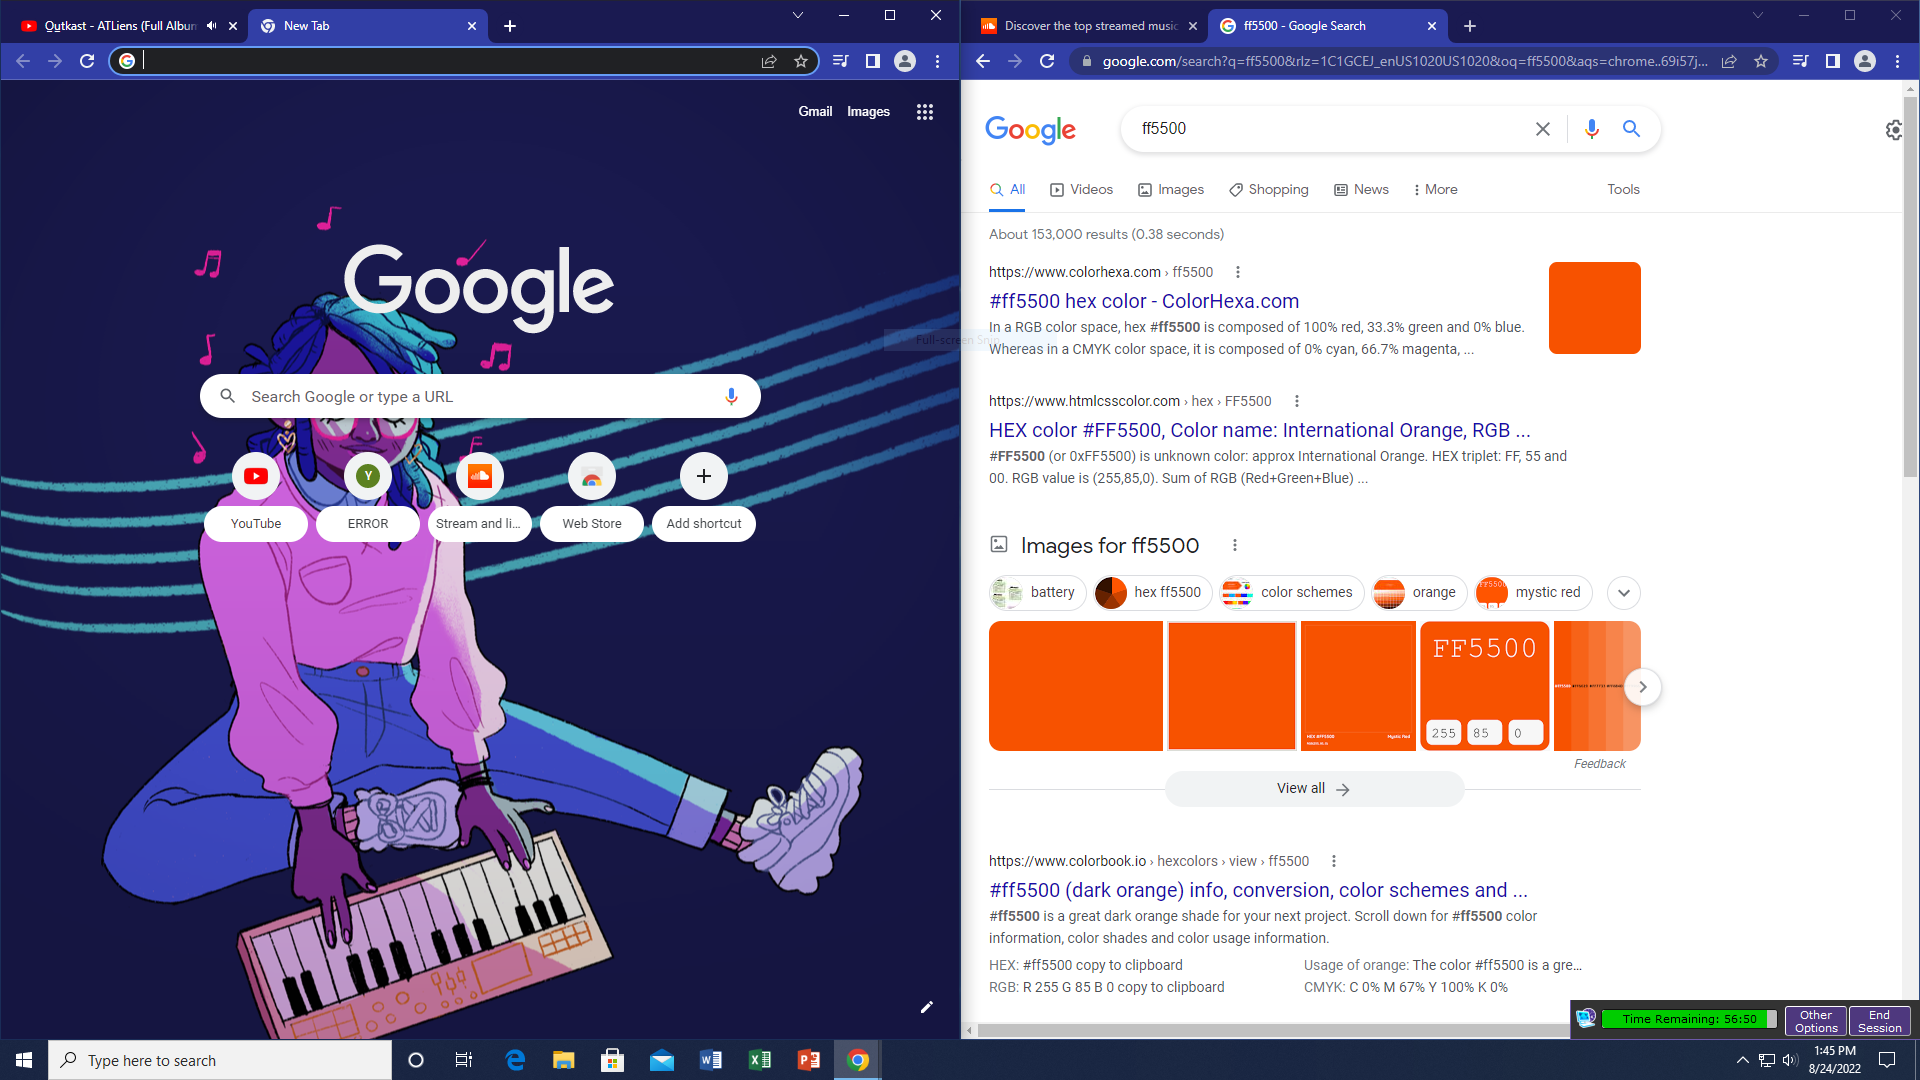 Outkast - ATLiens (Full Album
New Tab
Gmail
Images
Google
Search Google or type a URL
Y
YouTube
ERROR
Stream and li...
Web Store
Add shortcut
Discover the top streamed music
ff5500 - Google Search
google.com/search?q=ff5500&rlz=1C1GCEJ_enUS1020US1020&oq=ff5500&aqs=chrome..69i57j...
Google
ff5500
All
Videos
Images
Shopping
News
More
Tools
About 153,000 results (0.38 seconds)
https://www.colorhexa.com › ff5500
#ff5500 hex color - ColorHexa.com
In a RGB color space, hex #ff5500 is composed of 100% red, 33.3% green and 0% blue.
Whereas in a CMYK color space, it is composed of 0% cyan, 66.7% magenta, ...
Full-screen Snip
https://www.htmlcsscolor.com › hex › FF5500
HEX color #FF5500, Color name: International Orange, RGB ...
#FF5500 (or 0xFF5500) is unknown color: approx International Orange. HEX triplet: FF, 55 and
00. RGB value is (255,85,0). Sum of RGB (Red+Green+Blue) ...
Images for ff5500
battery
hex ff5500
color schemes
orange
mystic red
FF5500
255 85 0
HEX #FF5500
Mystic Red
Feedback
View all
https://www.colorbook.io › hexcolors › view › ff5500
#ff5500 (dark orange) info, conversion, color schemes and ...
#ff5500 is a great dark orange shade for your next project. Scroll down for #ff5500 color
information, color shades and color usage information.
HEX: #ff5500 copy to clipboard
Usage of orange: The color #ff5500 is a gre...
RGB: R 255 G 85 B 0 copy to clipboard
CMYK: C 0% M 67% Y 100% K 0%
Time Remaining: 56:50
Other
Options
End
Session
Type here to search
1:45 PM
8/24/2022